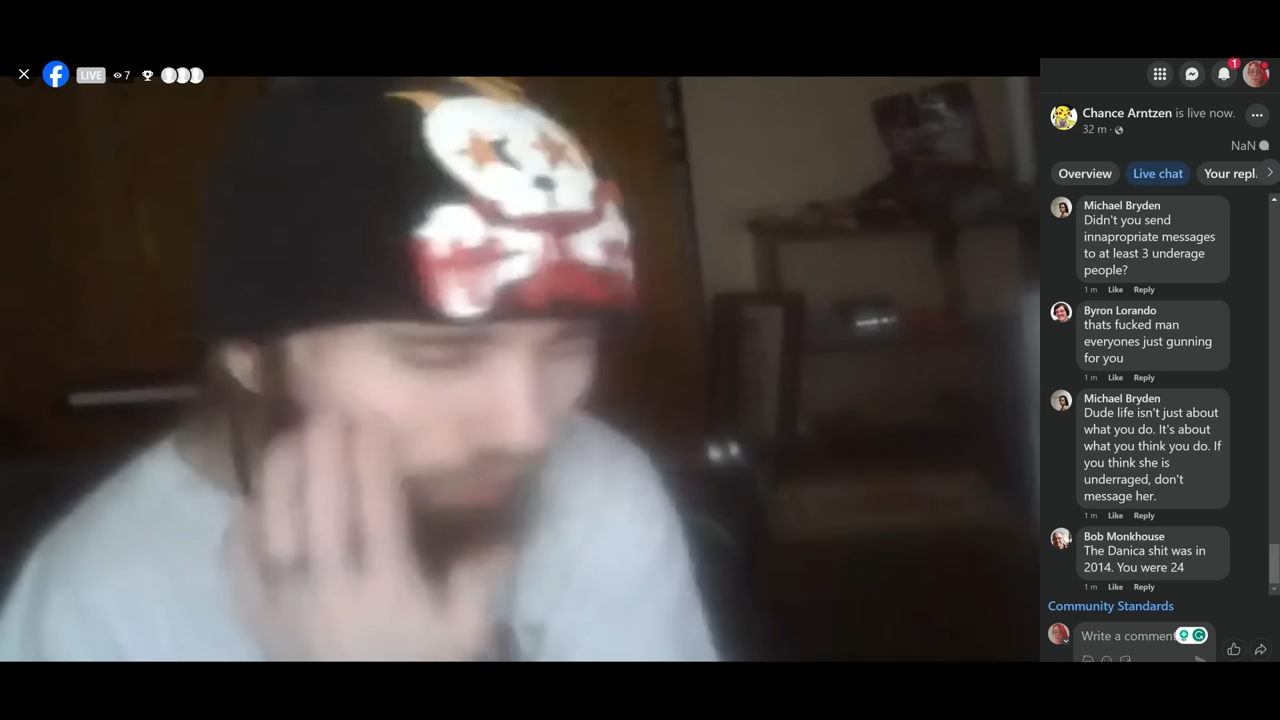 LIVE
7
1
Chance Arntzen is live now.
32 m ·
NaN
Overview
Live chat
Your repl.
Michael Bryden
Didn't you send
innapropriate messages
to at least 3 underage
people?
1 m Like Reply
Byron Lorando
thats fucked man
everyones just gunning
for you
1 m Like Reply
Michael Bryden
Dude life isn't just about
what you do. It's about
what you think you do. If
you think she is
underraged, don't
message her.
1 m Like Reply
Bob Monkhouse
The Danica shit was in
2014. You were 24
1 m Like Reply
Community Standards
Write a comment